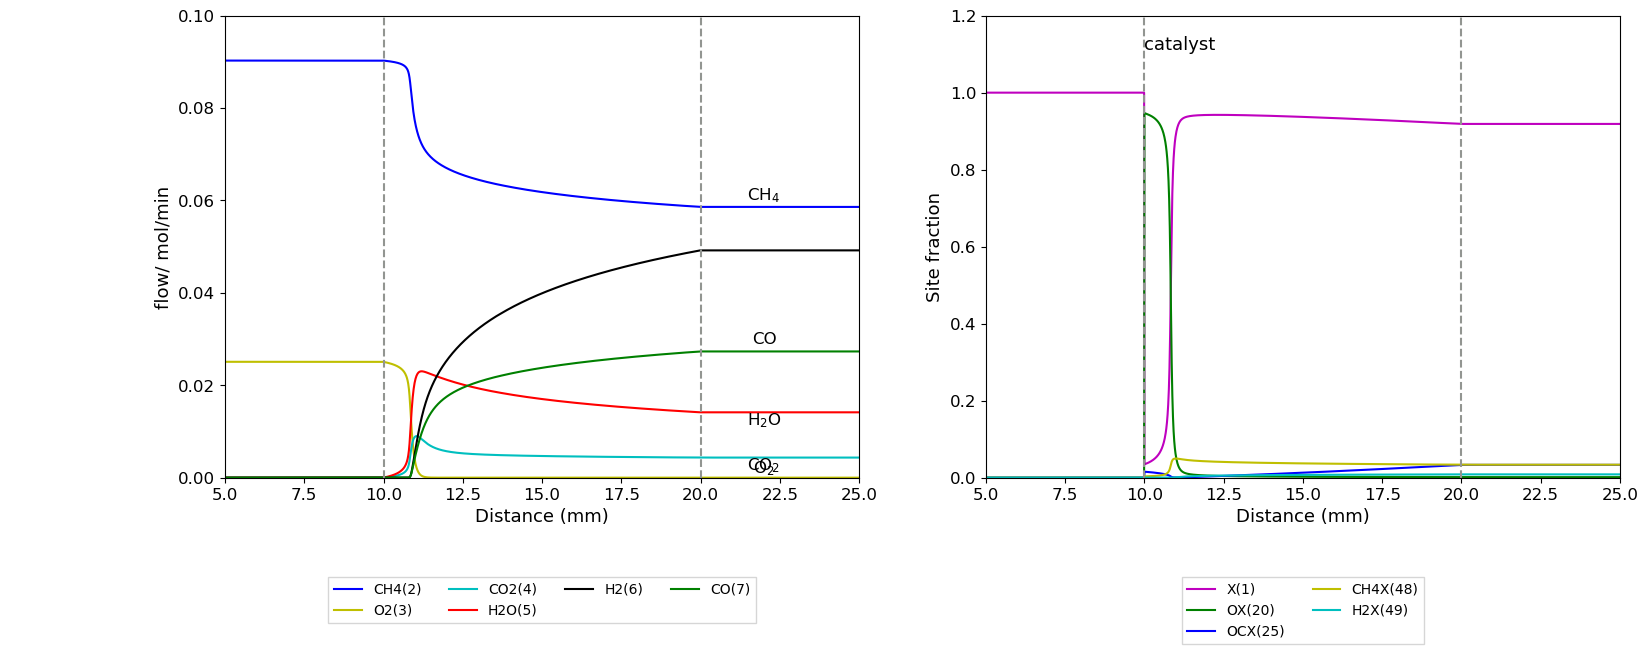 0.10
0.08
0.06
0.04
0.02
0.00
flow/ mol/min
CH₄
CO
H₂O
CO₂
O₂
5.0 7.5 10.0 12.5 15.0 17.5 20.0 22.5 25.0
Distance (mm)
CH4(2) CO2(4) H2(6) CO(7)
O2(3) H2O(5)
1.2
1.0
0.8
0.6
0.4
0.2
0.0
Site fraction
catalyst
5.0 7.5 10.0 12.5 15.0 17.5 20.0 22.5 25.0
Distance (mm)
X(1) CH4X(48)
OX(20) H2X(49)
OCX(25)